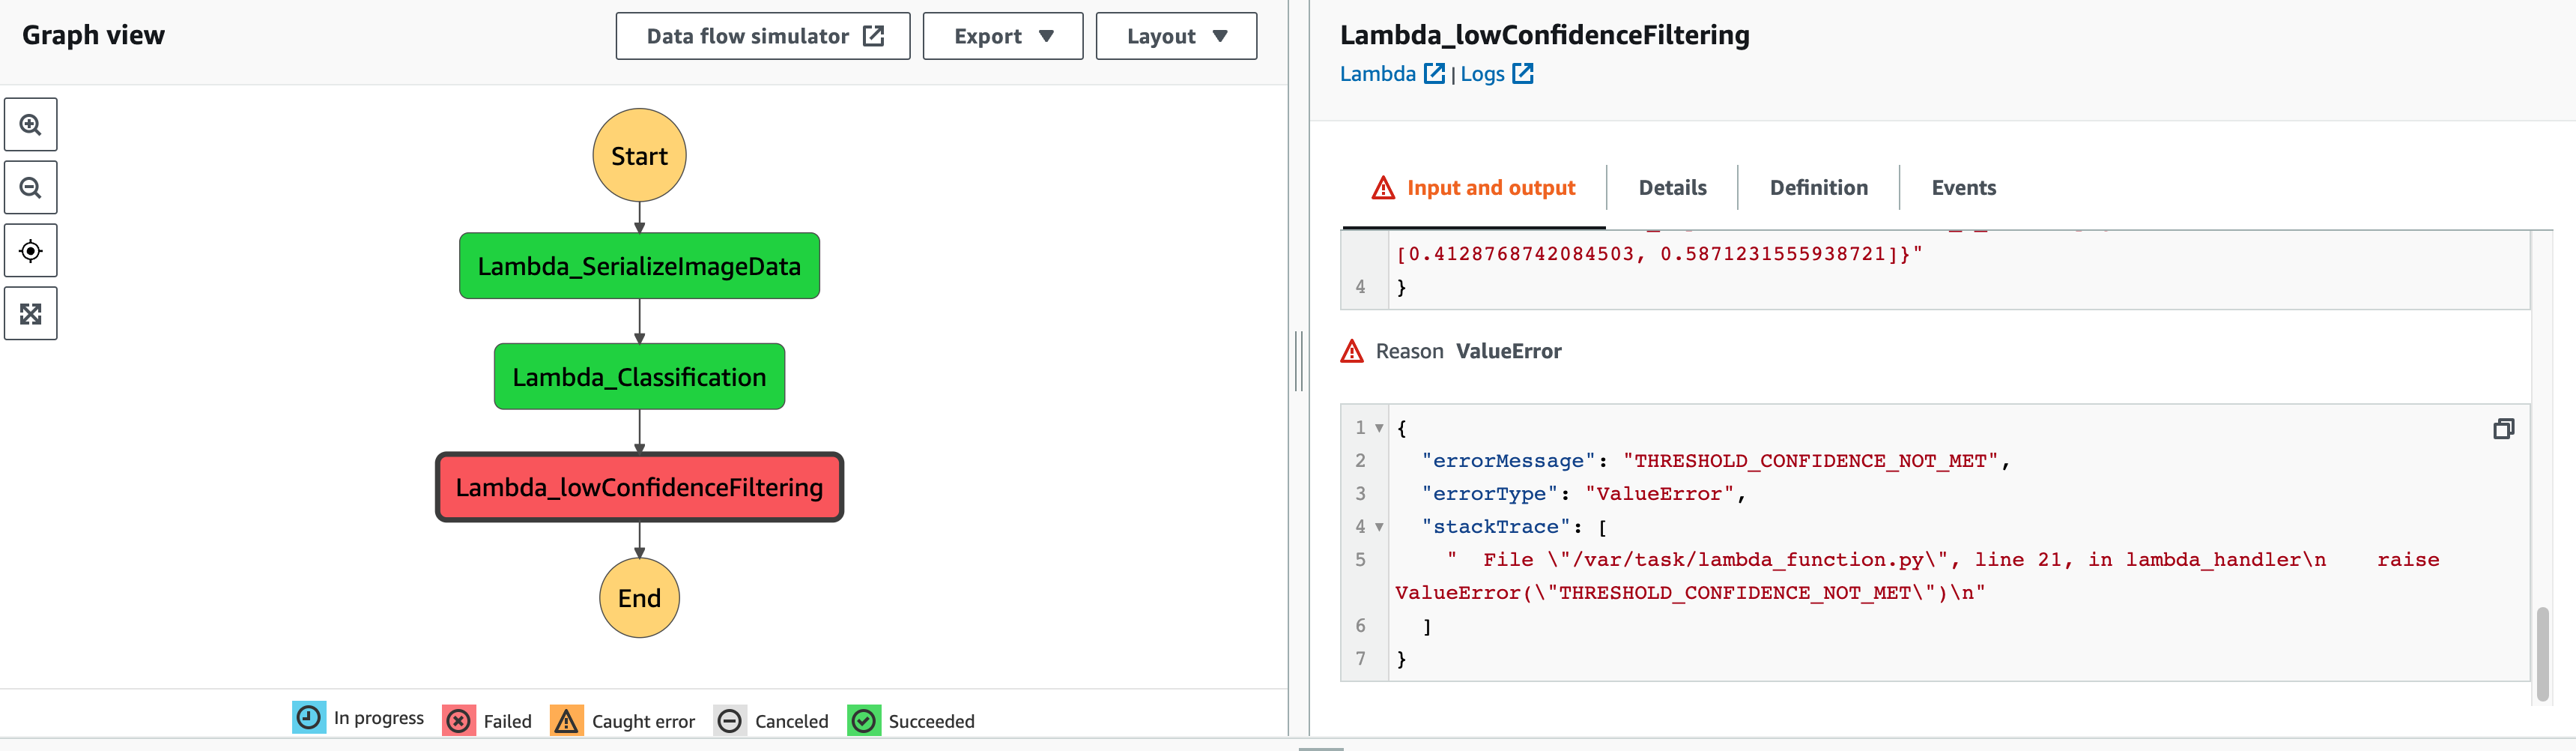 Graph view
Data flow simulator
Export
Layout
Start
Lambda_SerializeImageData
Lambda_Classification
Lambda_lowConfidenceFiltering
End
In progress
Failed
Caught error
Canceled
Succeeded
Lambda_lowConfidenceFiltering
Lambda | Logs
Input and output
Details
Definition
Events
[0.4128768742084503, 0.5871231555938721]}"
4 }
Reason ValueError
1 {
2 "errorMessage": "THRESHOLD_CONFIDENCE_NOT_MET",
3 "errorType": "ValueError",
4 "stackTrace": [
5 "  File \"/var/task/lambda_function.py\", line 21, in lambda_handler\n    raise
ValueError(\"THRESHOLD_CONFIDENCE_NOT_MET\")\n"
6 ]
7 }